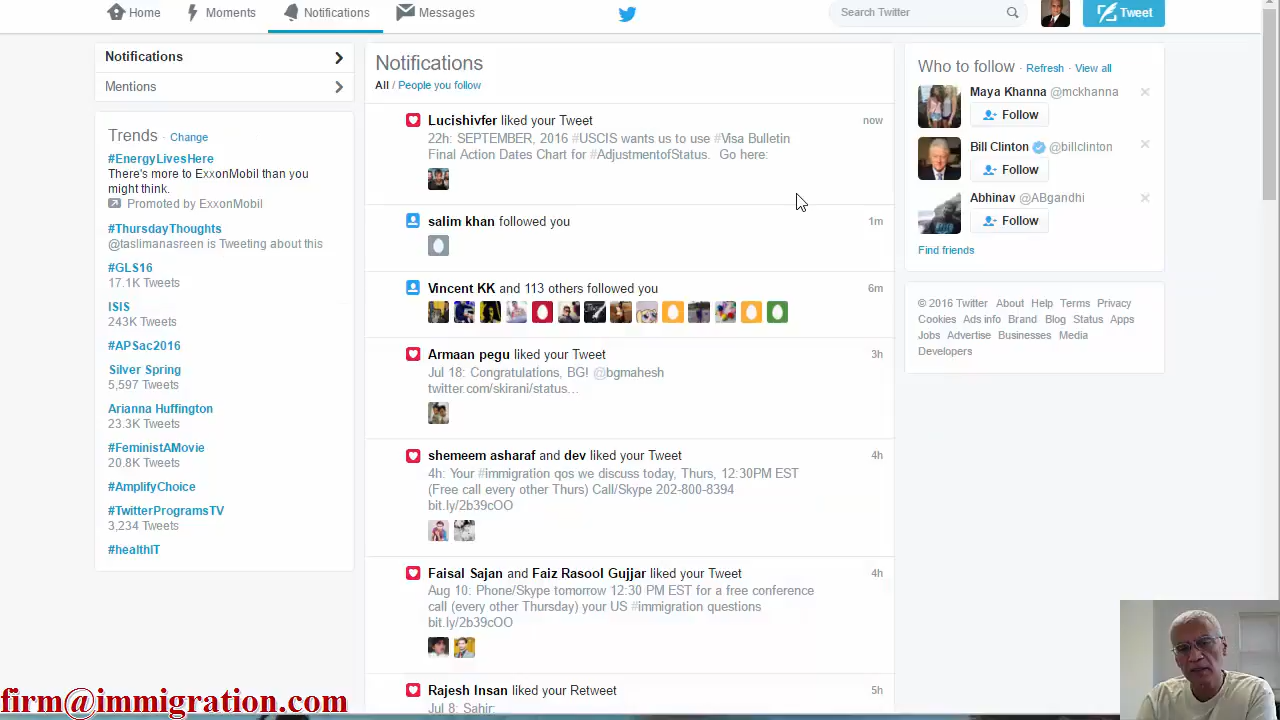 Home
Moments
Notifications
Messages
Search Twitter
Tweet
Notifications
Mentions
Trends · Change
#EnergyLivesHere
There's more to ExxonMobil than you
might think.
Promoted by ExxonMobil
#ThursdayThoughts
@taslimanasreen is Tweeting about this
#GLS16
17.1K Tweets
ISIS
243K Tweets
#APSac2016
Silver Spring
5,597 Tweets
Arianna Huffington
23.3K Tweets
#FeministAMovie
20.8K Tweets
#AmplifyChoice
#TwitterProgramsTV
3,234 Tweets
#healthIT
Notifications
All / People you follow
Lucishivfer liked your Tweet
now
22h: SEPTEMBER, 2016 #USCIS wants us to use #Visa Bulletin
Final Action Dates Chart for #AdjustmentofStatus. Go here:
salim khan followed you
1m
Vincent KK and 113 others followed you
6m
Armaan pegu liked your Tweet
3h
Jul 18: Congratulations, BG! @bgmahesh
twitter.com/skirani/status…
shemeem asharaf and dev liked your Tweet
4h
4h: Your #immigration qos we discuss today, Thurs, 12:30PM EST
(Free call every other Thurs) Call/Skype 202-800-8394
bit.ly/2b39cOO
Faisal Sajan and Faiz Rasool Gujjar liked your Tweet
4h
Aug 10: Phone/Skype tomorrow 12:30 PM EST for a free conference
call (every other Thursday) your US #immigration questions
bit.ly/2b39cOO
Rajesh Insan liked your Retweet
5h
Jul 8: Sahir:
Who to follow · Refresh · View all
Maya Khanna @mckhanna
Follow
Bill Clinton @billclinton
Follow
Abhinav @ABgandhi
Follow
Find friends
© 2016 Twitter About Help Terms Privacy
Cookies Ads info Brand Blog Status Apps
Jobs Advertise Businesses Media
Developers
firm@immigration.com